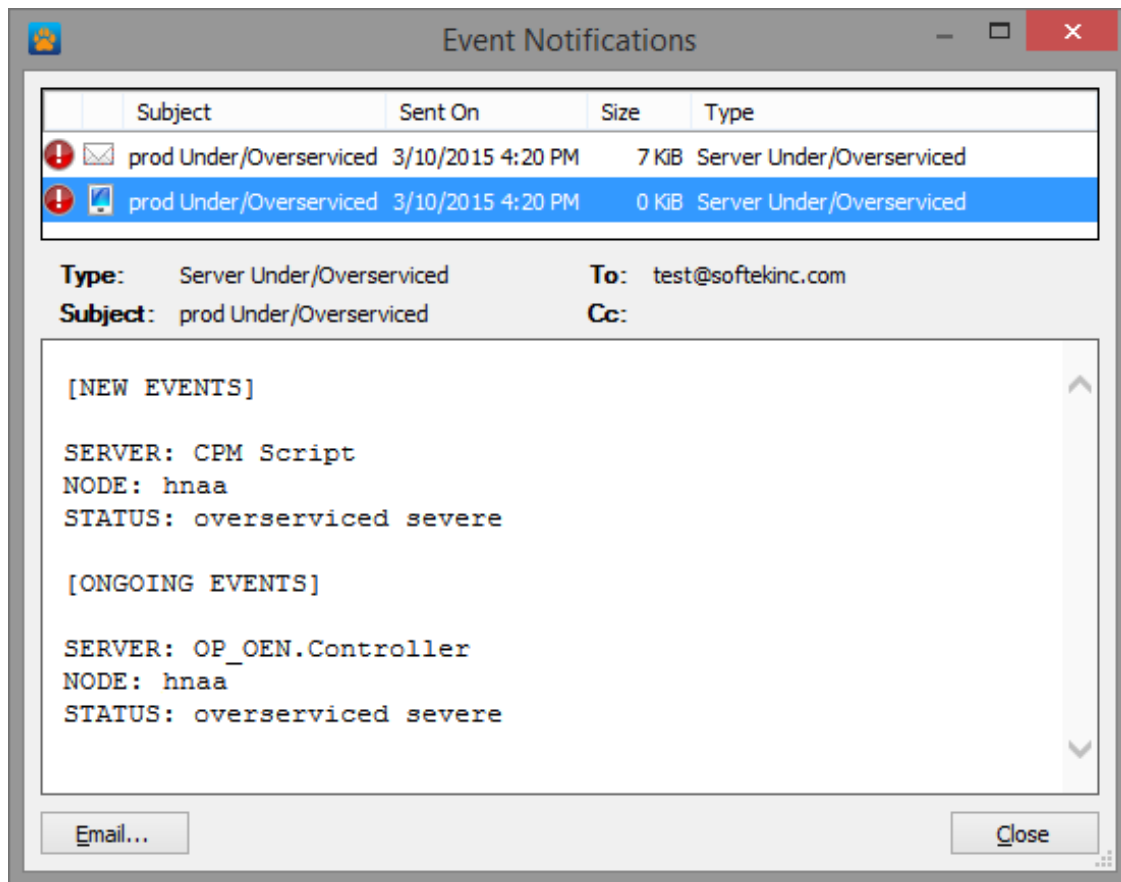 Event Notifications
Subject Sent On Size Type
prod Under/Overserviced 3/10/2015 4:20 PM 7 KiB Server Under/Overserviced
prod Under/Overserviced 3/10/2015 4:20 PM 0 KiB Server Under/Overserviced
Type: Server Under/Overserviced To: test@softekinc.com
Subject: prod Under/Overserviced Cc:
[NEW EVENTS]
SERVER: CPM Script
NODE: hnaa
STATUS: overserviced severe
[ONGOING EVENTS]
SERVER: OP_OEN.Controller
NODE: hnaa
STATUS: overserviced severe
Email... Close